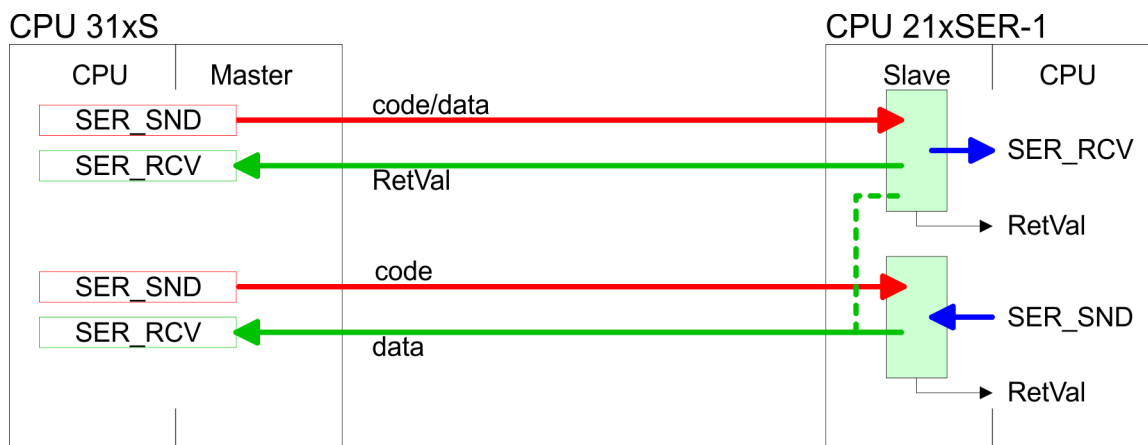 CPU 31xS
CPU 21xSER-1
CPU
Master
Slave
CPU
SER_SND
code/data
SER_RCV
SER_RCV
RetVal
RetVal
SER_SND
code
SER_RCV
data
SER_SND
RetVal